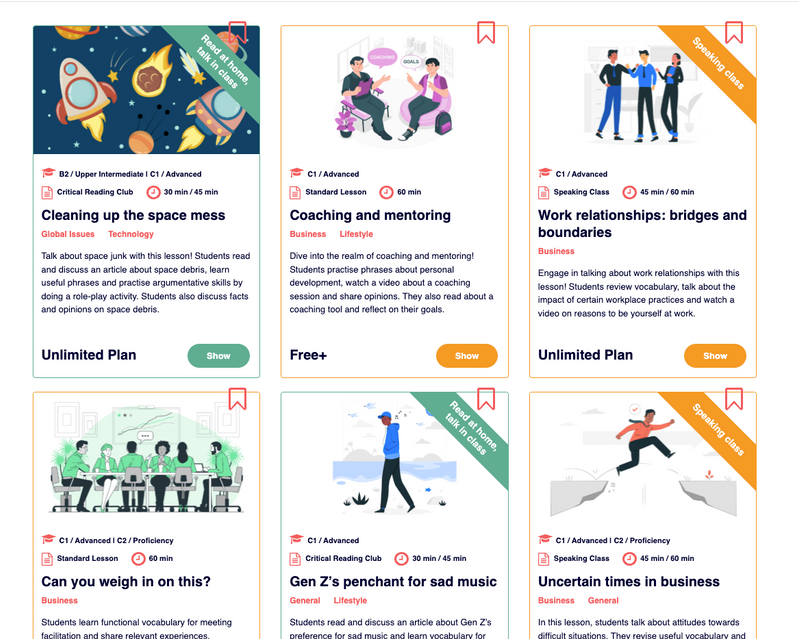 Read at home,
talk in class
B2 / Upper Intermediate | C1 / Advanced
Critical Reading Club 30 min / 45 min
Cleaning up the space mess
Global Issues Technology
Talk about space junk with this lesson! Students read
and discuss an article about space debris, learn
useful phrases and practise argumentative skills by
doing a role-play activity. Students also discuss facts
and opinions on space debris.
Unlimited Plan Show
COACHING
GOALS
C1 / Advanced
Standard Lesson 60 min
Coaching and mentoring
Business Lifestyle
Dive into the realm of coaching and mentoring!
Students practise phrases about personal
development, watch a video about a coaching
session and share opinions. They also read about a
coaching tool and reflect on their goals.
Free+ Show
Speaking class
C1 / Advanced
Speaking Class 45 min / 60 min
Work relationships: bridges and
boundaries
Business
Engage in talking about work relationships with this
lesson! Students review vocabulary, talk about the
impact of certain workplace practices and watch a
video on reasons to be yourself at work.
Unlimited Plan Show
C1 / Advanced | C2 / Proficiency
Standard Lesson 60 min
Can you weigh in on this?
Business
Students learn functional vocabulary for meeting
facilitation and share relevant experiences.
Read at home,
talk in class
C1 / Advanced
Critical Reading Club 30 min / 45 min
Gen Z's penchant for sad music
General Lifestyle
Students read and discuss an article about Gen Z's
preference for sad music and learn vocabulary for
Speaking class
C1 / Advanced | C2 / Proficiency
Speaking Class 45 min / 60 min
Uncertain times in business
Business General
In this lesson, students talk about attitudes towards
difficult situations. They revise useful vocabulary and